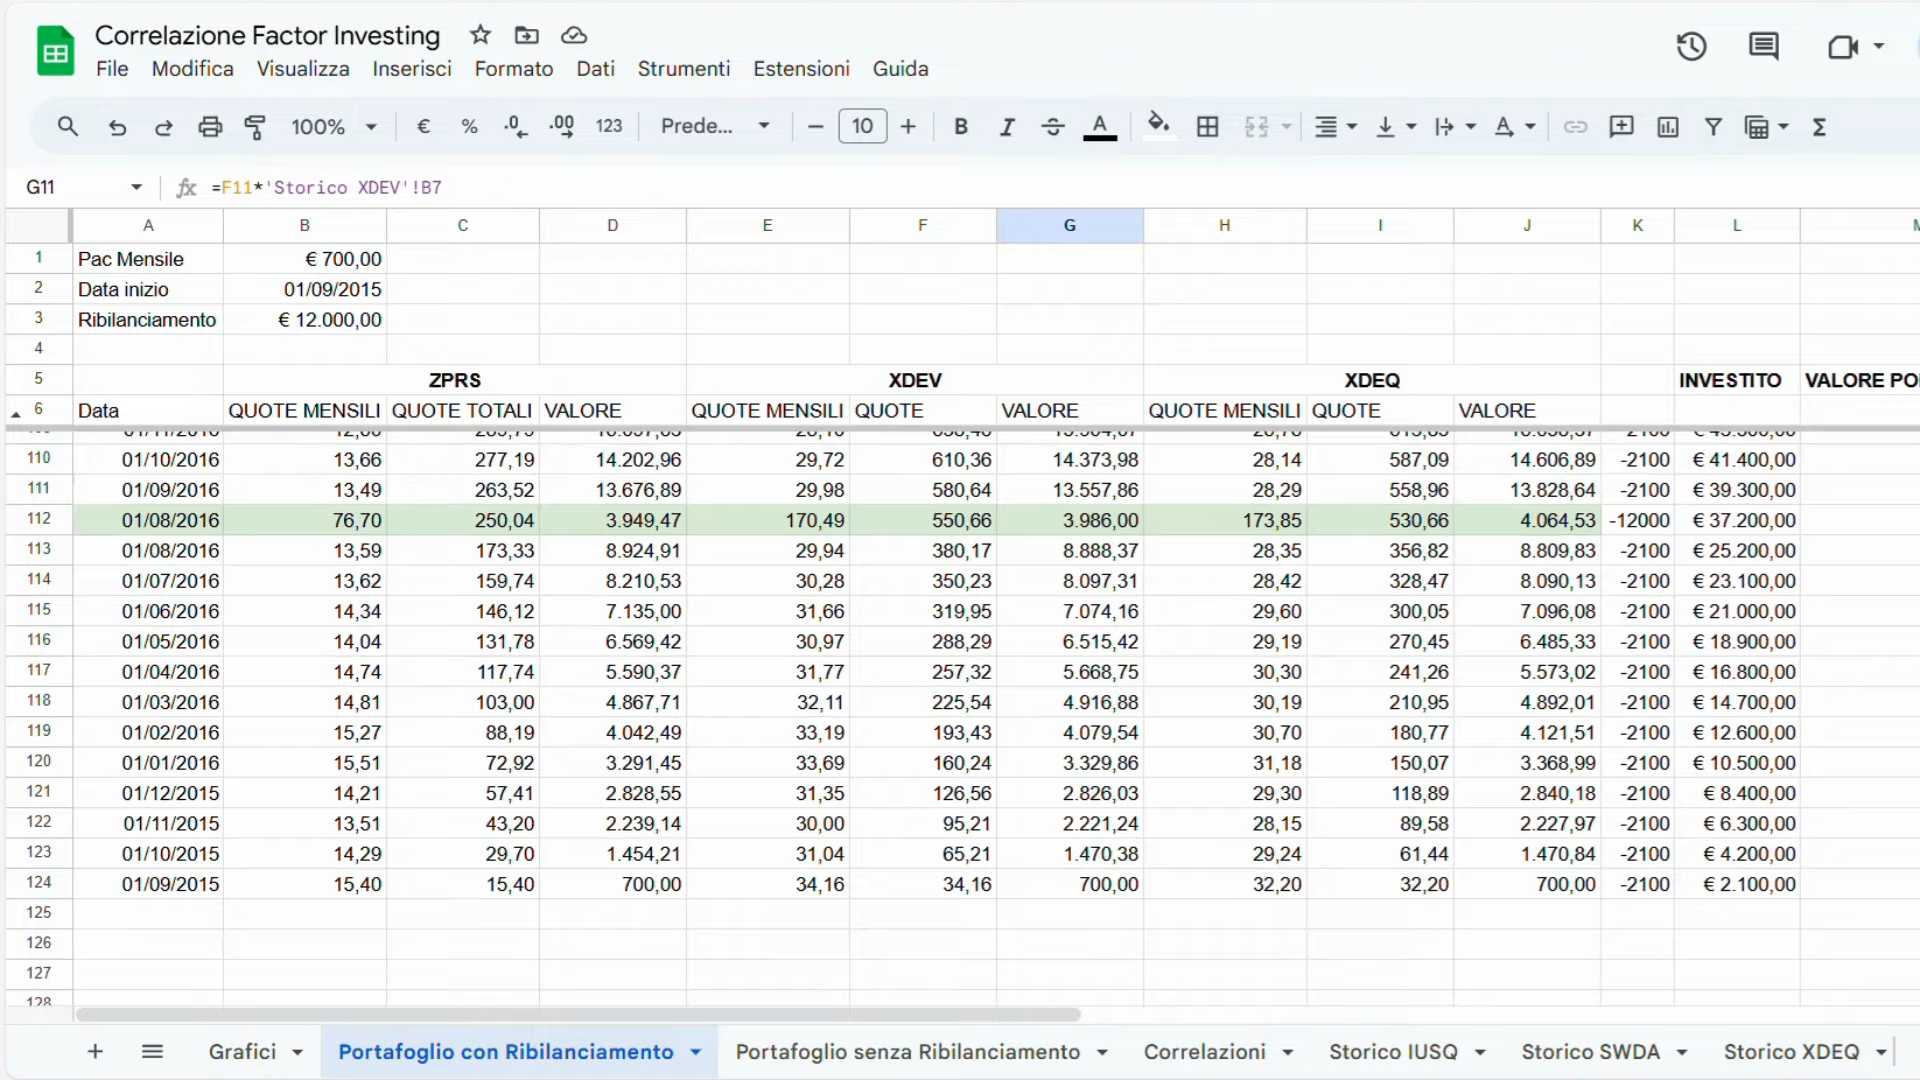 Correlazione Factor Investing
File Modifica Visualizza Inserisci Formato Dati Strumenti Estensioni Guida
100% € % .0 .00 123 Prede... 10 B I A Σ
G11 fx =F11*'Storico XDEV'!B7
A B C D E F G H I J K L
1 Pac Mensile € 700,00
2 Data inizio 01/09/2015
3 Ribilanciamento € 12.000,00
4
5 ZPRS XDEV XDEQ INVESTITO VALORE
6 Data QUOTE MENSILI QUOTE TOTALI VALORE QUOTE MENSILI QUOTE VALORE QUOTE MENSILI QUOTE VALORE
110 01/10/2016 13,66 277,19 14.202,96 29,72 610,36 14.373,98 28,14 587,09 14.606,89 -2100 € 41.400,00
111 01/09/2016 13,49 263,52 13.676,89 29,98 580,64 13.557,86 28,29 558,96 13.828,64 -2100 € 39.300,00
112 01/08/2016 76,70 250,04 3.949,47 170,49 550,66 3.986,00 173,85 530,66 4.064,53 -12000 € 37.200,00
113 01/08/2016 13,59 173,33 8.924,91 29,94 380,17 8.888,37 28,35 356,82 8.809,83 -2100 € 25.200,00
114 01/07/2016 13,62 159,74 8.210,53 30,28 350,23 8.097,31 28,42 328,47 8.090,13 -2100 € 23.100,00
115 01/06/2016 14,34 146,12 7.135,00 31,66 319,95 7.074,16 29,60 300,05 7.096,08 -2100 € 21.000,00
116 01/05/2016 14,04 131,78 6.569,42 30,97 288,29 6.515,42 29,19 270,45 6.485,33 -2100 € 18.900,00
117 01/04/2016 14,74 117,74 5.590,37 31,77 257,32 5.668,75 30,30 241,26 5.573,02 -2100 € 16.800,00
118 01/03/2016 14,81 103,00 4.867,71 32,11 225,54 4.916,88 30,19 210,95 4.892,01 -2100 € 14.700,00
119 01/02/2016 15,27 88,19 4.042,49 33,19 193,43 4.079,54 30,70 180,77 4.121,51 -2100 € 12.600,00
120 01/01/2016 15,51 72,92 3.291,45 33,69 160,24 3.329,86 31,18 150,07 3.368,99 -2100 € 10.500,00
121 01/12/2015 14,21 57,41 2.828,55 31,35 126,56 2.826,03 29,30 118,89 2.840,18 -2100 € 8.400,00
122 01/11/2015 13,51 43,20 2.239,14 30,00 95,21 2.221,24 28,15 89,58 2.227,97 -2100 € 6.300,00
123 01/10/2015 14,29 29,70 1.454,21 31,04 65,21 1.470,38 29,24 61,44 1.470,84 -2100 € 4.200,00
124 01/09/2015 15,40 15,40 700,00 34,16 34,16 700,00 32,20 32,20 700,00 -2100 € 2.100,00
125
126
127
128
Grafici Portafoglio con Ribilanciamento Portafoglio senza Ribilanciamento Correlazioni Storico IUSQ Storico SWDA Storico XDEQ